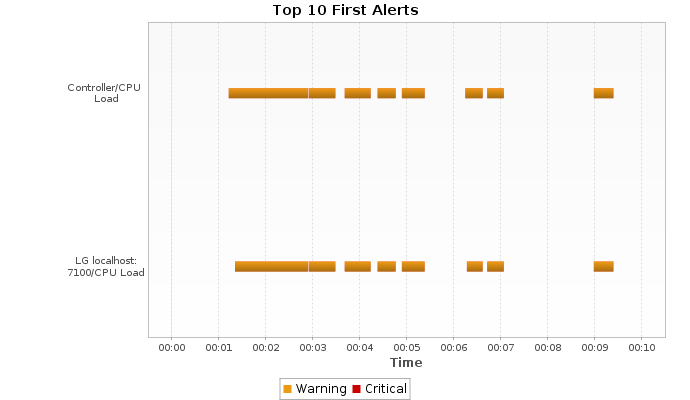 Top 10 First Alerts
Controller/CPU
Load
LG localhost:
7100/CPU Load
00:00 00:01 00:02 00:03 00:04 00:05 00:06 00:07 00:08 00:09 00:10
Time
Warning Critical